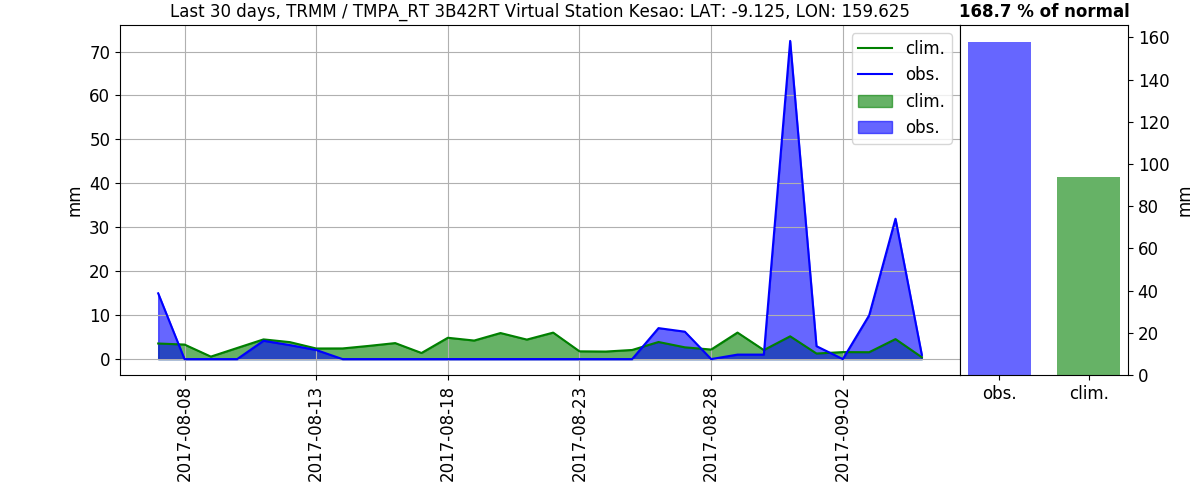 Last 30 days, TRMM / TMPA_RT 3B42RT Virtual Station Kesao: LAT: -9.125, LON: 159.625
168.7 % of normal
mm
70
60
50
40
30
20
10
0
clim.
obs.
clim.
obs.
2017-08-08
2017-08-13
2017-08-18
2017-08-23
2017-08-28
2017-09-02
160
140
120
100
80
60
40
20
0
mm
obs.
clim.